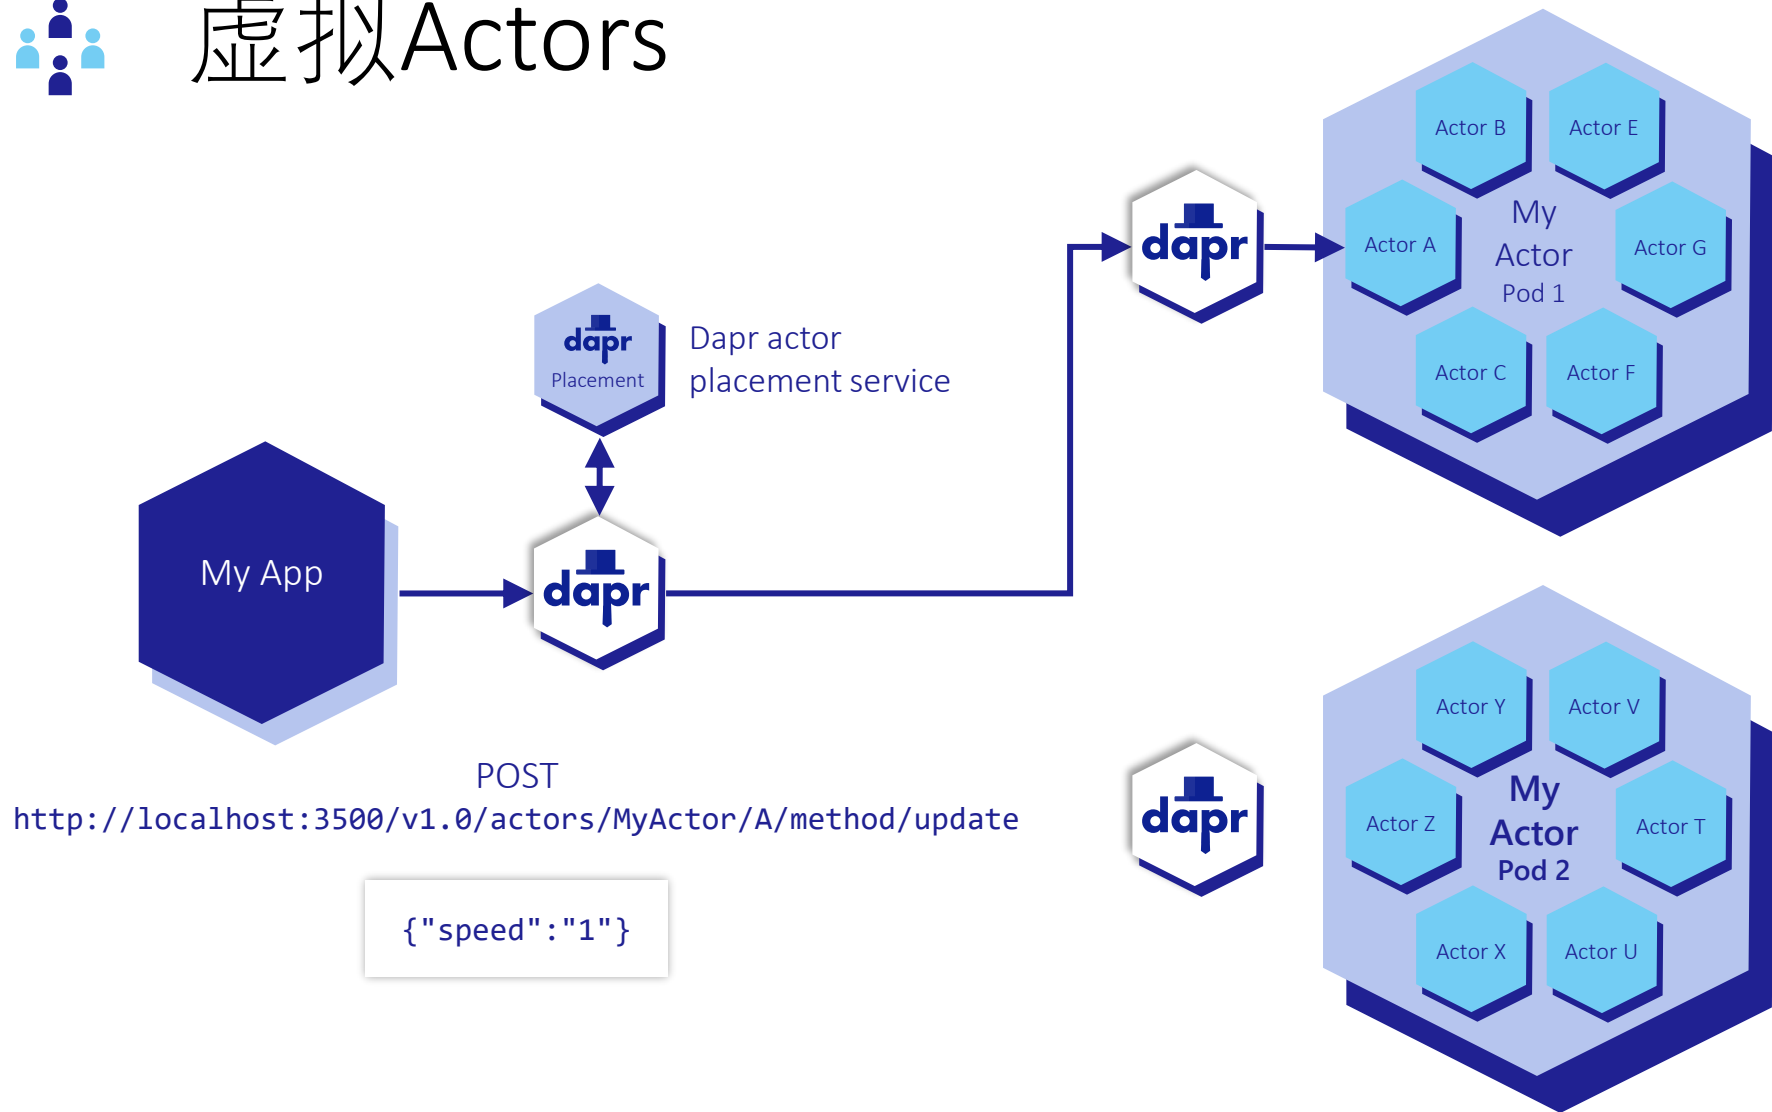 虚拟Actors
dapr
Placement
Dapr actor
placement service
My App
dapr
POST
http://localhost:3500/v1.0/actors/MyActor/A/method/update
{"speed":"1"}
dapr
Actor B
Actor E
Actor A
My
Actor
Pod 1
Actor G
Actor C
Actor F
dapr
Actor Y
Actor V
Actor Z
My
Actor
Pod 2
Actor T
Actor X
Actor U